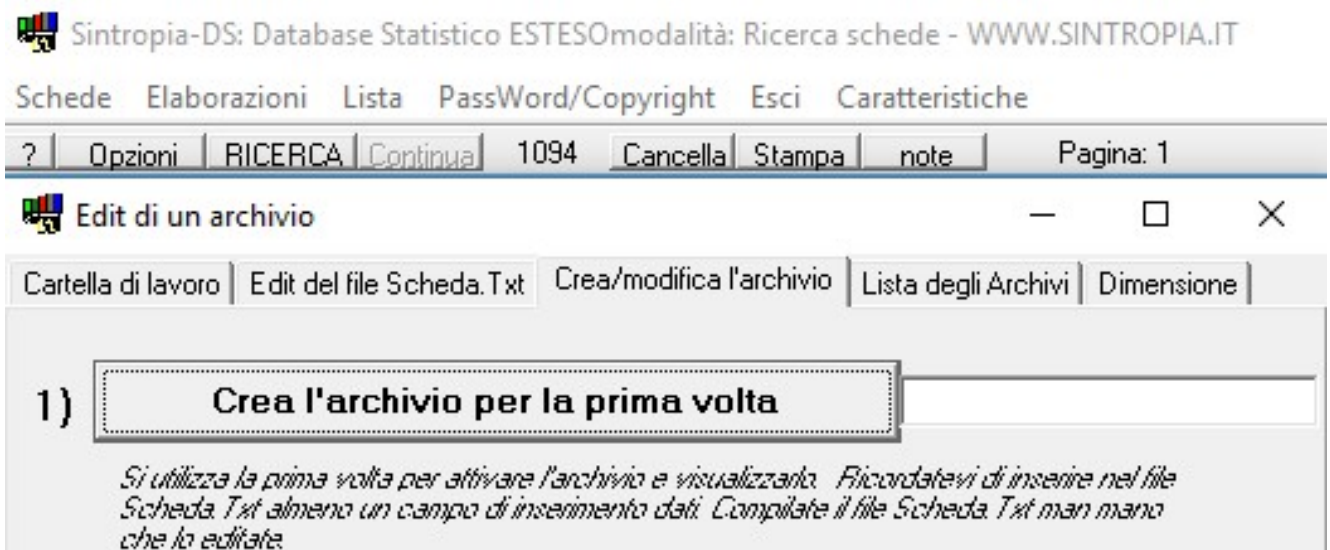 Sintropia-DS: Database Statistico ESTESOmodalità: Ricerca schede - WWW.SINTROPIA.IT
Schede Elaborazioni Lista PassWord/Copyright Esci Caratteristiche
? Opzioni RICERCA Continua 1094 Cancella Stampa note Pagina: 1
Edit di un archivio
Cartella di lavoro Edit del file Scheda.Txt Crea/modifica l'archivio Lista degli Archivi Dimensione
1) Crea l'archivio per la prima volta
Si utilizza la prima volta per attivare l'archivio e visualizzarlo. Ricordatevi di inserire nel file
Scheda.Txt almeno un campo di inserimento dati. Compilate il file Scheda.Txt man mano
che lo editate.